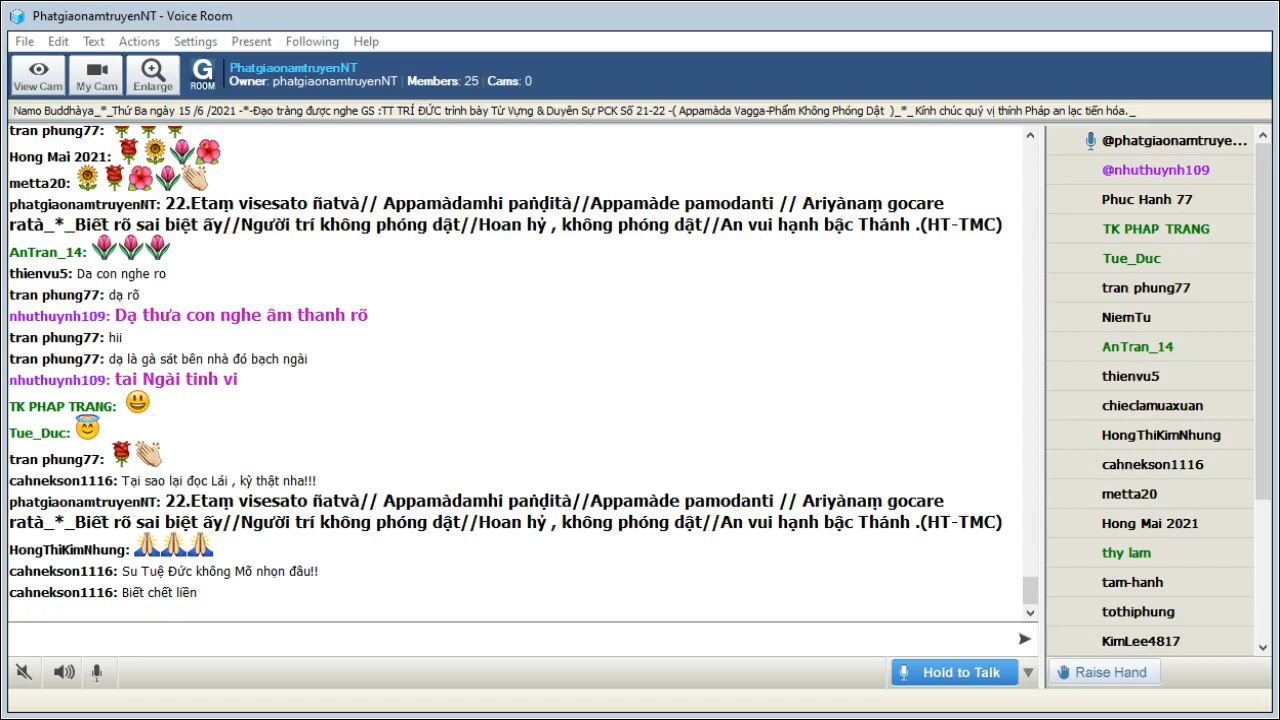 PhatgiaonamtruyenNT - Voice Room
File Edit Text Actions Settings Present Following Help
View Cam
My Cam
Enlarge
G
ROOM
PhatgiaonamtruyenNT
Owner: phatgiaonamtruyenNT | Members: 25 | Cams: 0
Namo Buddhàya_*_Thứ Ba ngày 15 /6 /2021 -*-Đạo tràng được nghe GS :TT TRÍ ĐỨC trình bày Từ Vựng & Duyên Sự PCK Số 21-22 -( Appamàda Vagga-Phẩm Không Phóng Dật )_*_ Kính chúc quý vị thính Pháp an lạc tiến hóa._
tran phung77:
Hong Mai 2021:
metta20:
phatgiaonamtruyenNT: 22.Etaṃ visesato ñatvà// Appamàdamhi paṇḍità//Appamàde pamodanti // Ariyànaṃ gocare
ratà_*_Biết rõ sai biệt ấy//Người trí không phóng dật//Hoan hỷ , không phóng dật//An vui hạnh bậc Thánh .(HT-TMC)
AnTran_14:
thienvu5: Da con nghe ro
tran phung77: dạ rõ
nhuthuynh109: Dạ thưa con nghe âm thanh rõ
tran phung77: hii
tran phung77: dạ là gà sát bên nhà đó bạch ngài
nhuthuynh109: tai Ngài tinh vi
TK PHAP TRANG:
Tue_Duc:
tran phung77:
cahnekson1116: Tại sao lại đọc Lái , kỳ thật nha!!!
phatgiaonamtruyenNT: 22.Etaṃ visesato ñatvà// Appamàdamhi paṇḍità//Appamàde pamodanti // Ariyànaṃ gocare
ratà_*_Biết rõ sai biệt ấy//Người trí không phóng dật//Hoan hỷ , không phóng dật//An vui hạnh bậc Thánh .(HT-TMC)
HongThiKimNhung:
cahnekson1116: Su Tuệ Đức không Mõ nhọn đâu!!
cahnekson1116: Biết chết liền
@phatgiaonamtruye...
@nhuthuynh109
Phuc Hanh 77
TK PHAP TRANG
Tue_Duc
tran phung77
NiemTu
AnTran_14
thienvu5
chieclamuaxuan
HongThiKimNhung
cahnekson1116
metta20
Hong Mai 2021
thy lam
tam-hanh
tothiphung
KimLee4817
Hold to Talk
Raise Hand